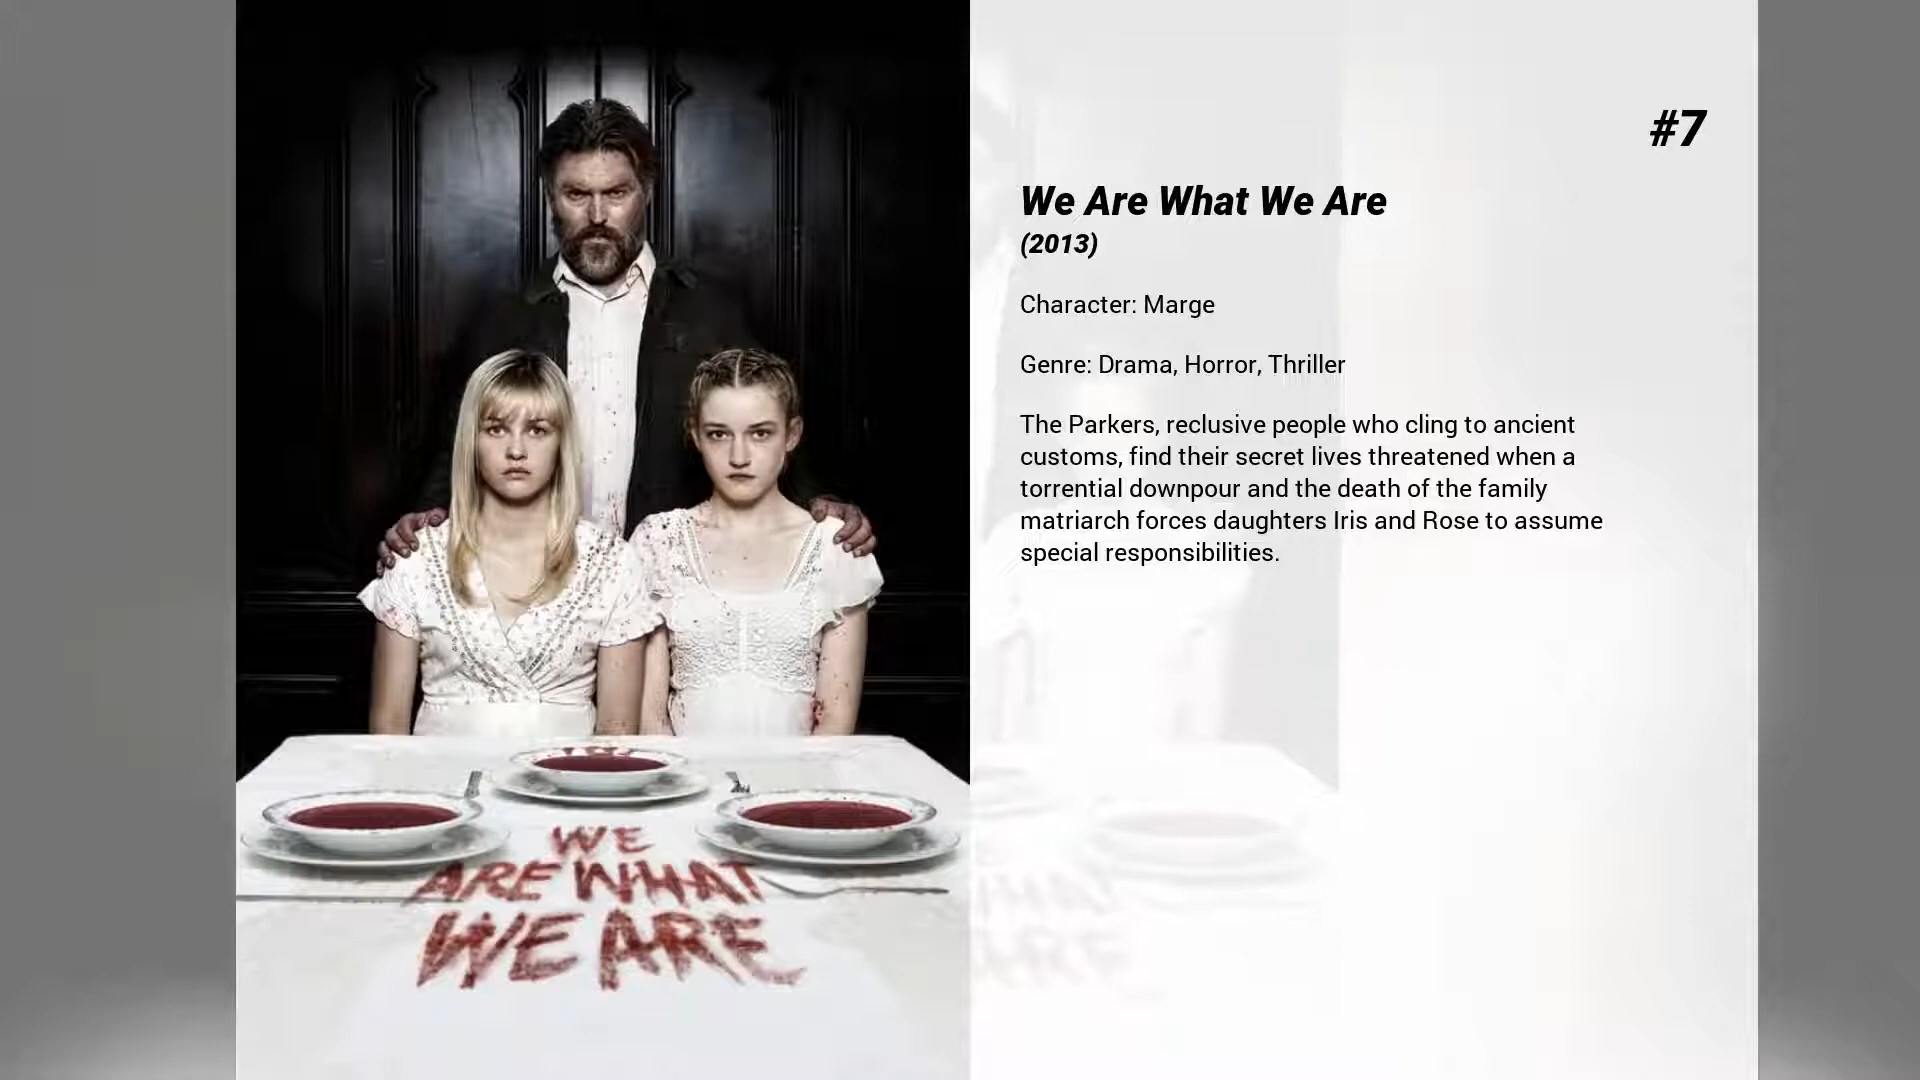 WE
ARE WHAT
WE ARE
#7
We Are What We Are
(2013)
Character: Marge
Genre: Drama, Horror, Thriller
The Parkers, reclusive people who cling to ancient
customs, find their secret lives threatened when a
torrential downpour and the death of the family
matriarch forces daughters Iris and Rose to assume
special responsibilities.